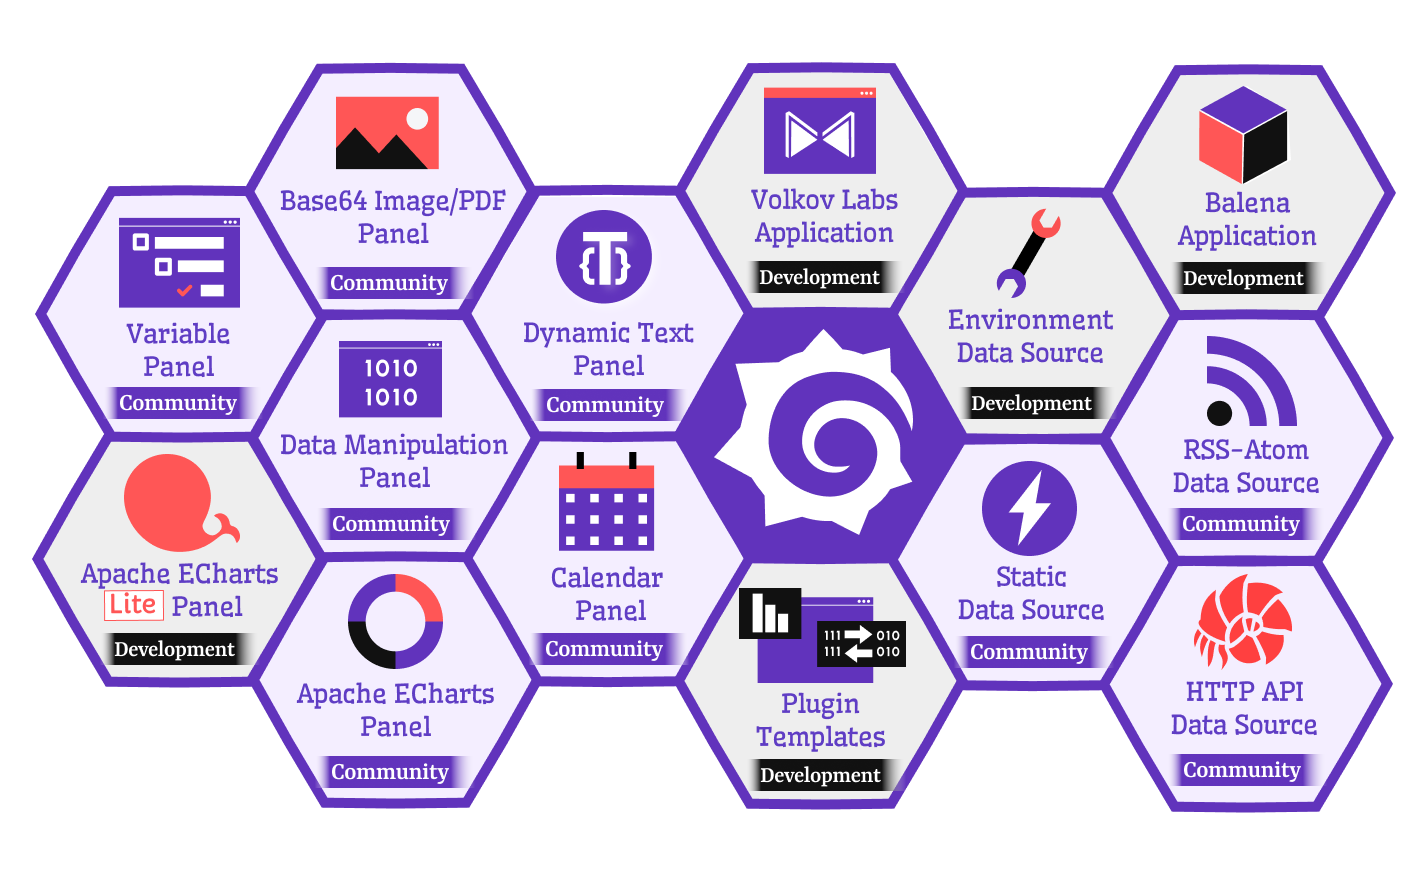 Base64 Image/PDF
Panel
Community
Volkov Labs
Application
Development
Balena
Application
Development
Variable
Panel
Community
T
{ }
Dynamic Text
Panel
Community
Environment
Data Source
Development
1010
1010
Data Manipulation
Panel
Community
RSS-Atom
Data Source
Community
Apache ECharts
Lite Panel
Development
Calendar
Panel
Community
Static
Data Source
Community
Apache ECharts
Panel
Community
111 010
111 010
Plugin
Templates
Development
HTTP API
Data Source
Community